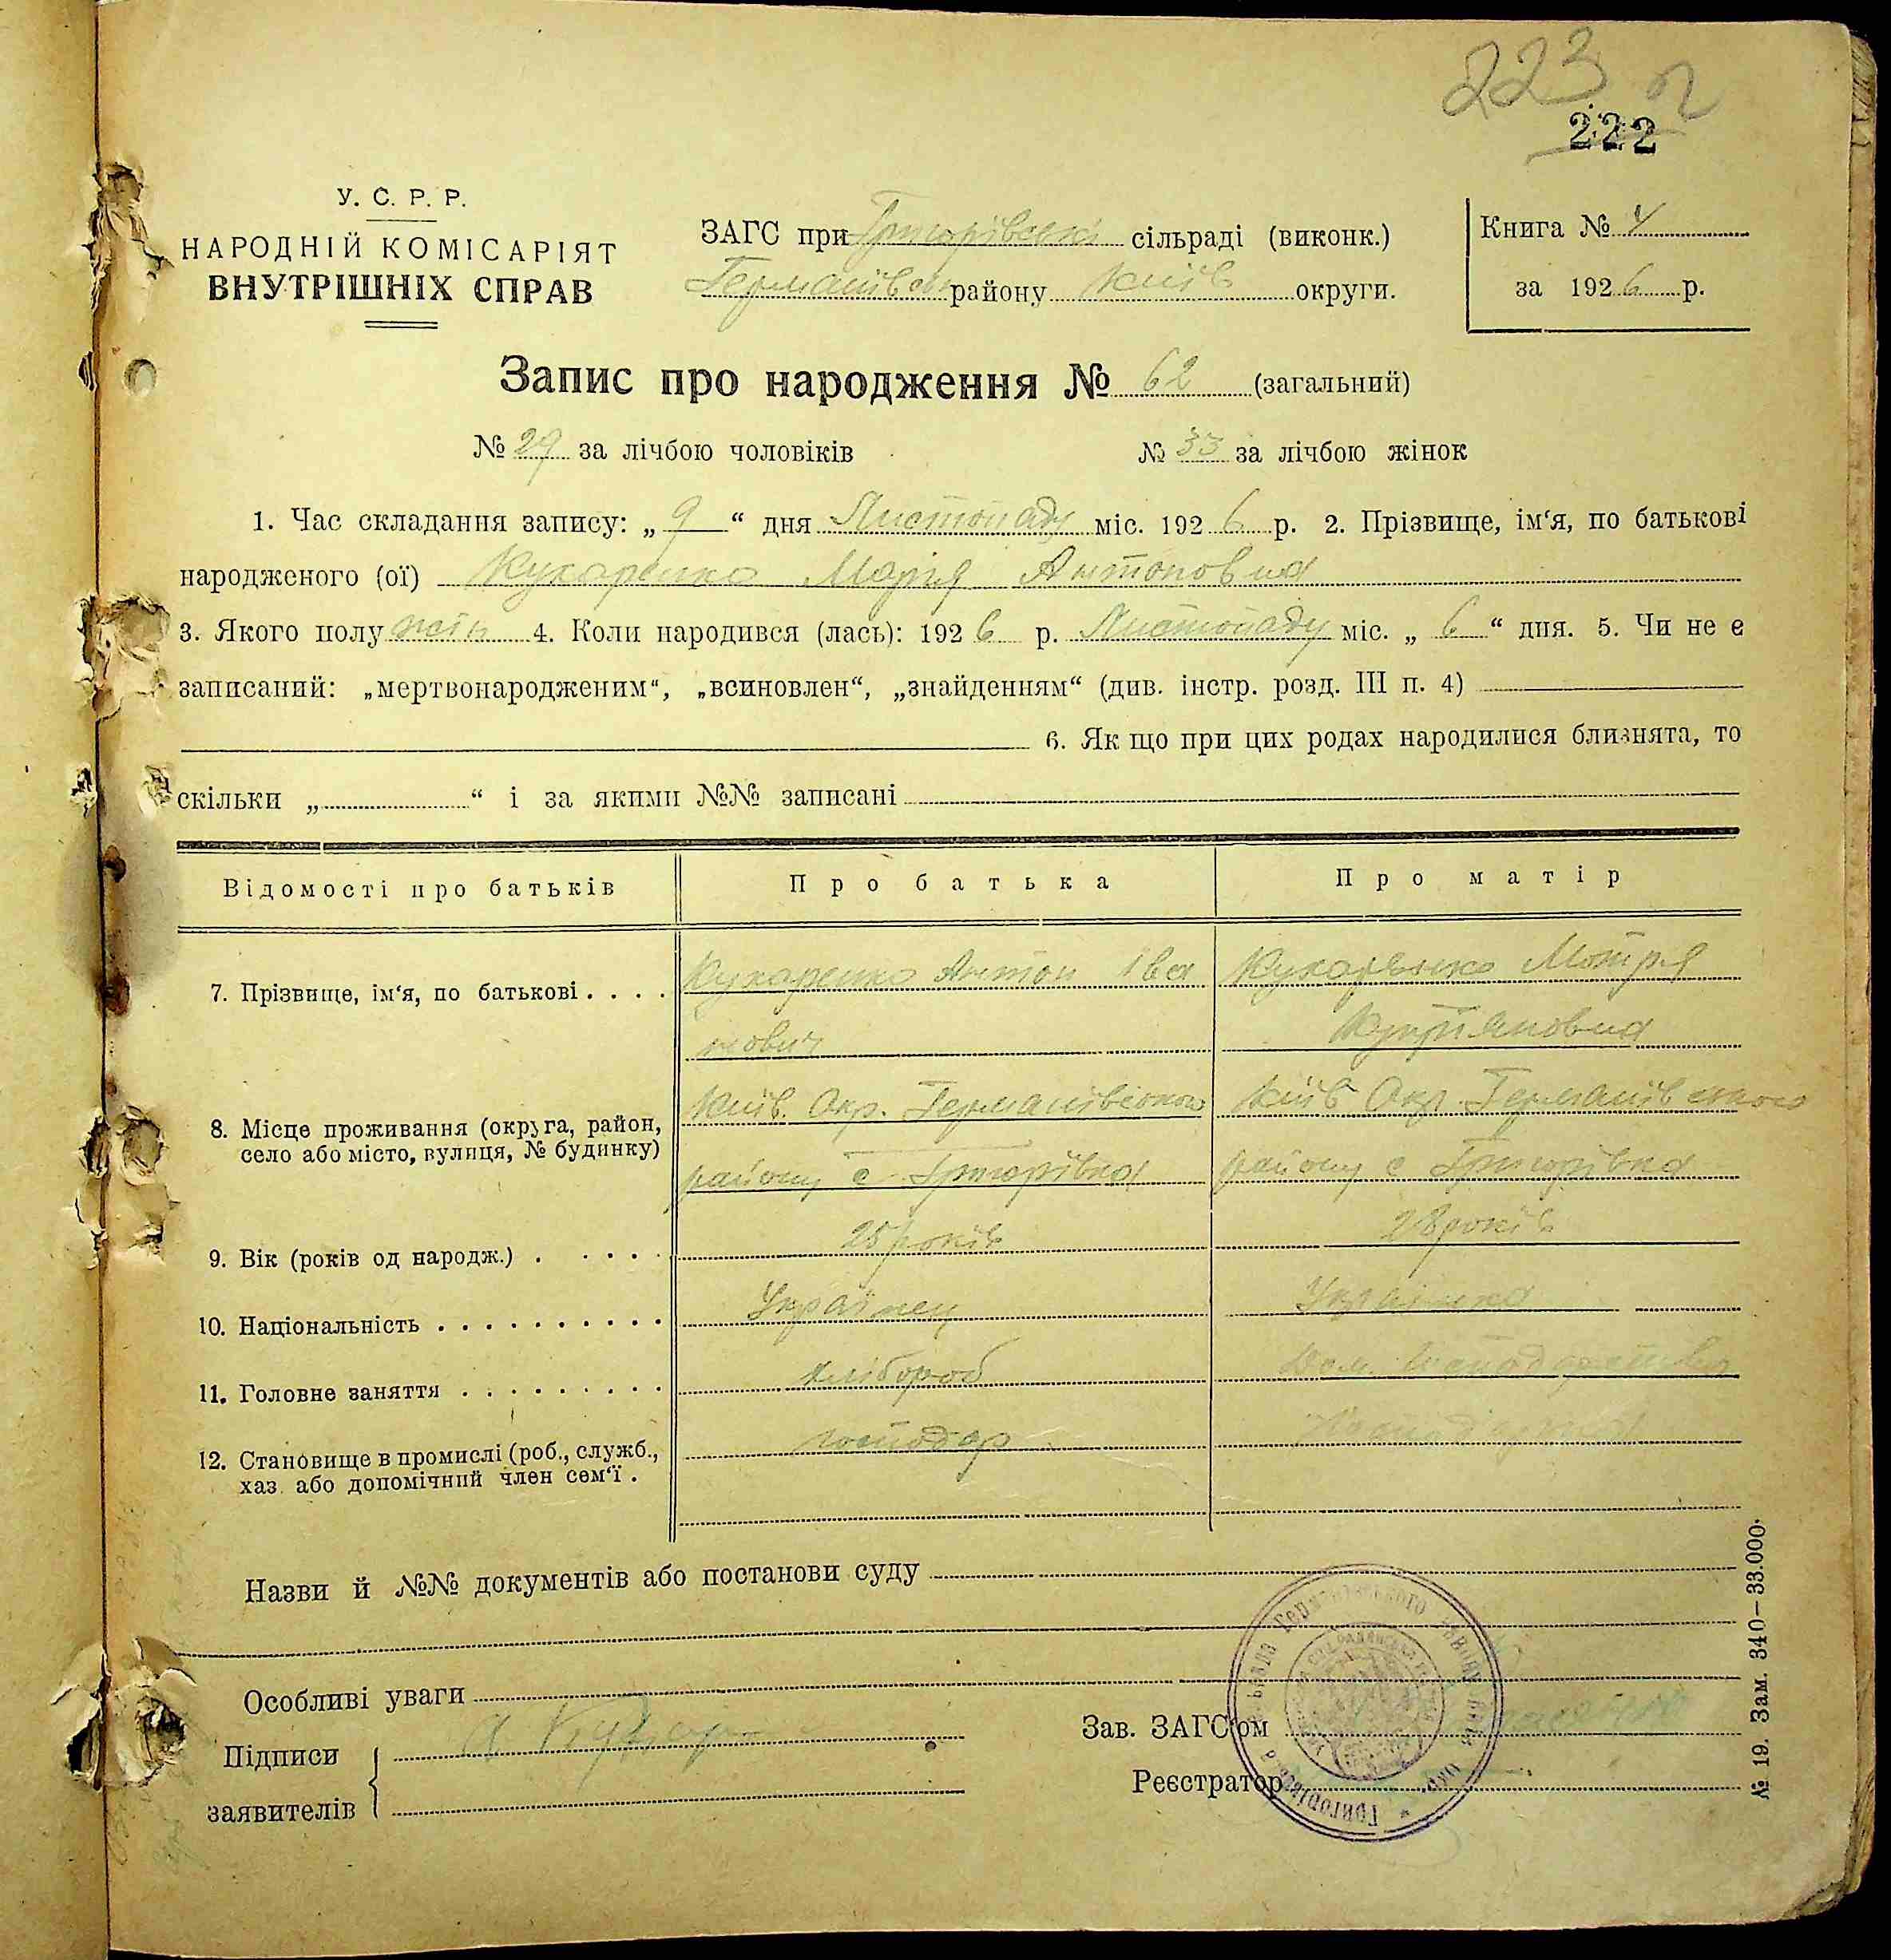 223
222
У. С. Р. Р.
НАРОДНІЙ КОМІСАРІЯТ
ВНУТРІШНІХ СПРАВ
ЗАГС при Григорівській сільраді (виконк.)
Германівськ району Київ округи.
Книга № 4
за 1926 р.
Запис про народження № 62 (загальний)
№ 29 за лічбою чоловіків № 33 за лічбою жінок
1. Час складання запису: „ 9 “ дня Листопаду міс. 1926 р. 2. Прізвище, ім‘я, по батькові
народженого (ої) Кухаренко Марія Антоновна
3. Якого полу жін 4. Коли народився (лась): 1926 р. Листопаду міс. „ 6 “ дня. 5. Чи не є
записаний: „мертвонародженим“, „всиновлен“, „знайденням“ (див. інстр. розд. III п. 4)
6. Як що при цих родах народилися близнята, то
скільки „ “ і за якими №№ записані
Відомості про батьків Про батька Про матір
7. Прізвище, ім‘я, по батькові . . . . Кухаренко Антон Іва Кухаренко Мотря
нович Купріяновна
8. Місце проживання (округа, район, Київ. Окр. Германівського Київ Окр. Германівського
село або місто, вулиця, № будинку) району с Григорівка району с Григорівка
9. Вік (років од народж.) . . . . . 25 років 28 років
10. Національність . . . . . . . . . . Українец Українка
11. Головне заняття . . . . . . . . . хлібороб Дом. Господарство
12. Становище в промислі (роб., служб., господар
хаз. або допомічний член сем‘ї .
Назви й №№ документів або постанови суду
Особливі уваги
Підписи
заявителів
А Кухар
Зав. ЗАГС‘ом
Реєстратор
№ 19. Зам. 340—33.000.